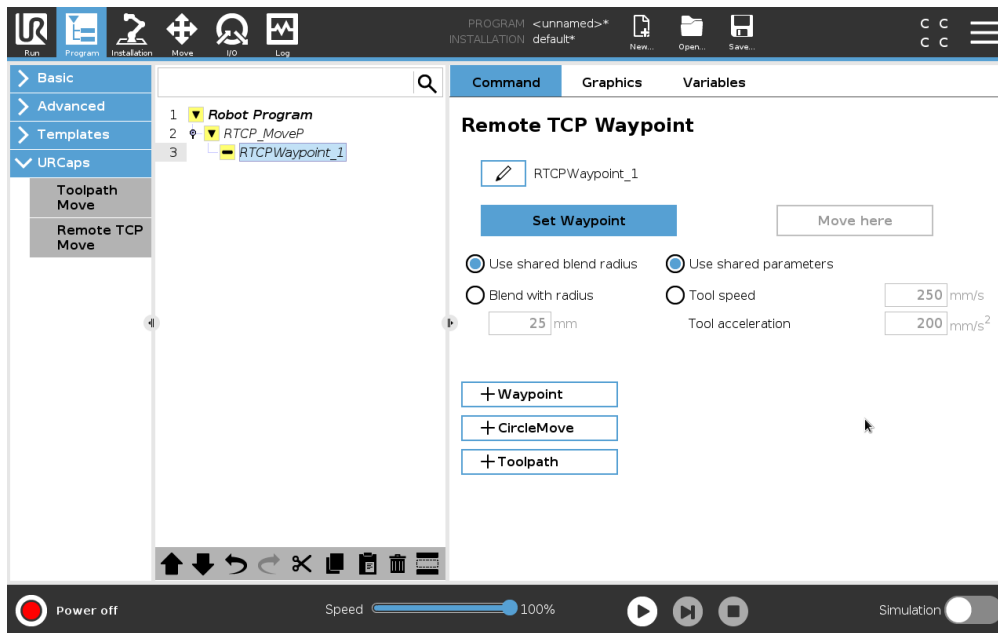 UR
PROGRAM <unnamed>*
INSTALLATION default*
C C
C C
Run Program Installation Move I/O Log New... Open... Save...
Basic
Advanced
Templates
URCaps
Toolpath
Move
Remote TCP
Move
1 Robot Program
2 RTCP_MoveP
3 RTCPWaypoint_1
Command Graphics Variables
Remote TCP Waypoint
RTCPWaypoint_1
Set Waypoint Move here
Use shared blend radius Use shared parameters
Blend with radius Tool speed 250 mm/s
25 mm Tool acceleration 200 mm/s²
+Waypoint
+CircleMove
+Toolpath
Power off Speed 100% Simulation